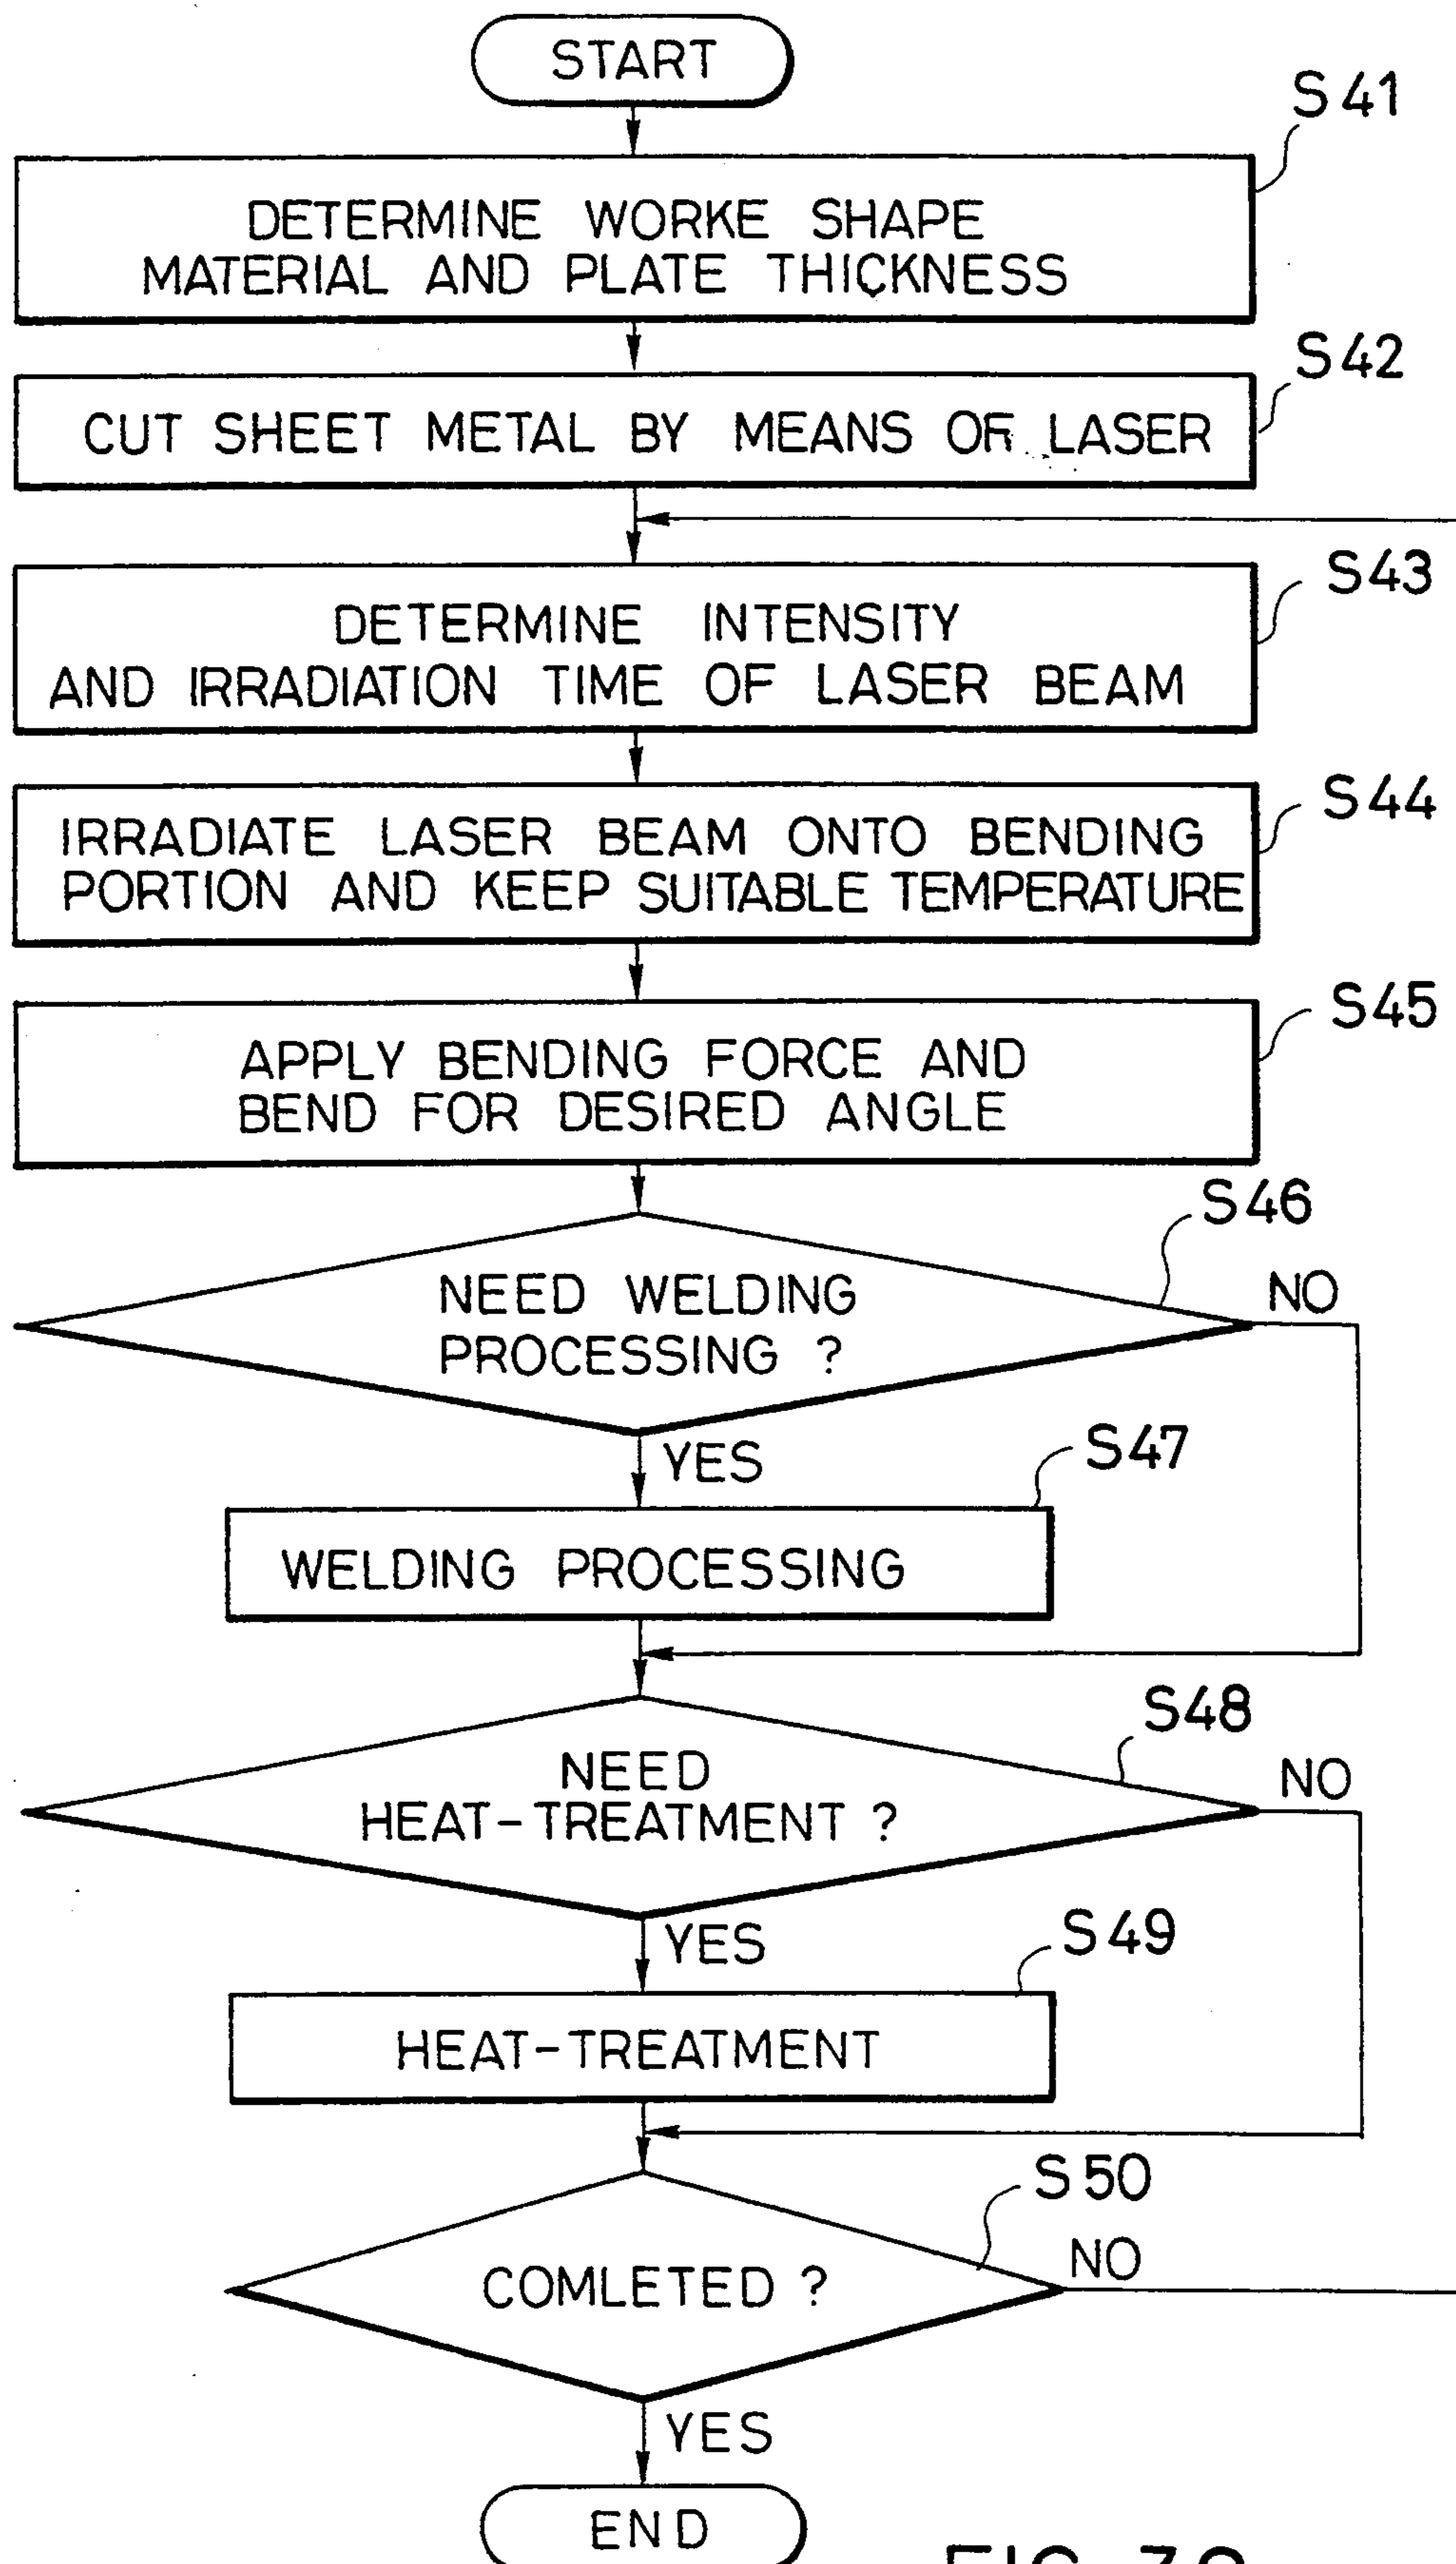 START
S41
DETERMINE WORKE SHAPE
MATERIAL AND PLATE THICKNESS
S42
CUT SHEET METAL BY MEANS OF LASER
S43
DETERMINE INTENSITY
AND IRRADIATION TIME OF LASER BEAM
S44
IRRADIATE LASER BEAM ONTO BENDING
PORTION AND KEEP SUITABLE TEMPERATURE
S45
APPLY BENDING FORCE AND
BEND FOR DESIRED ANGLE
S46
NEED WELDING
PROCESSING ?
NO
YES
S47
WELDING PROCESSING
S48
NEED
HEAT-TREATMENT ?
NO
YES
S49
HEAT-TREATMENT
S50
COMLETED ?
NO
YES
END